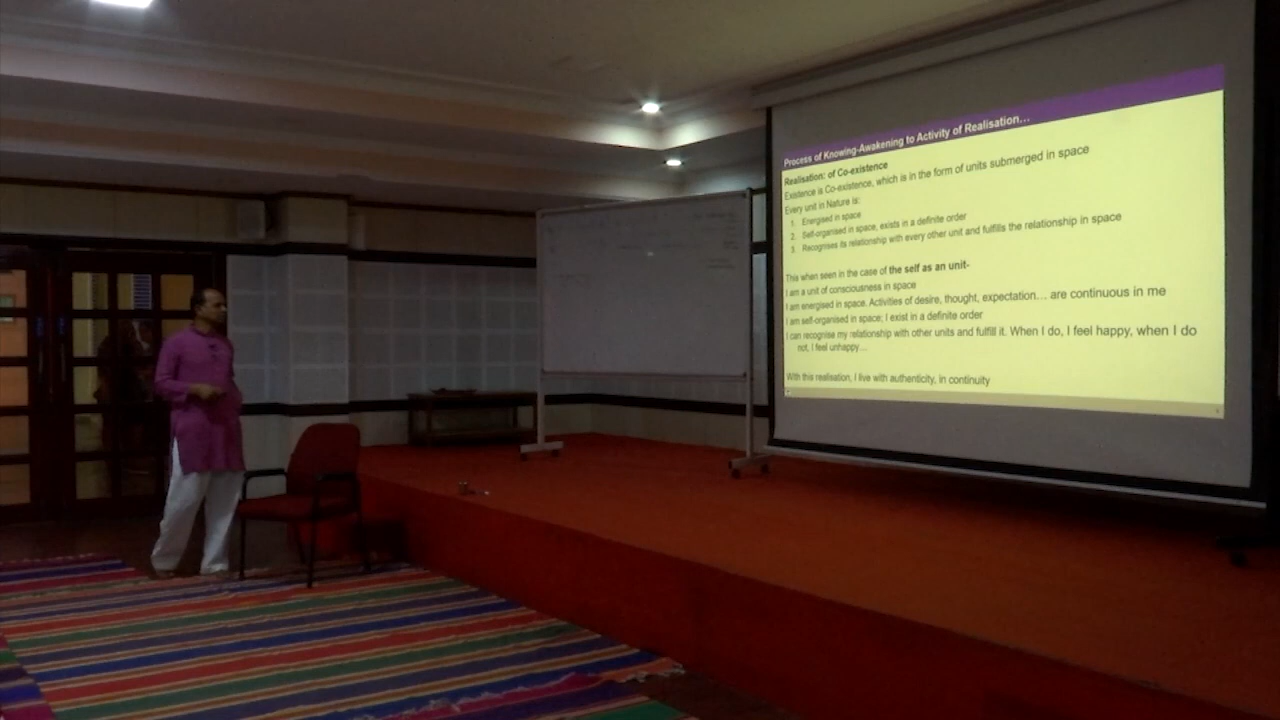 Process of Knowing-Awakening to Activity of Realisation…
Realisation: of Co-existence
Existence is Co-existence, which is in the form of units submerged in space
Every unit in Nature is:
1. Energised in space
2. Self-organised in space, exists in a definite order
3. Recognises its relationship with every other unit and fulfills the relationship in space
This when seen in the case of the self as an unit-
I am a unit of consciousness in space
I am energised in space. Activities of desire, thought, expectation… are continuous in me
I am self-organised in space; I exist in a definite order
I can recognise my relationship with other units and fulfill it. When I do, I feel happy, when I do
not, I feel unhappy…
With this realisation, I live with authenticity, in continuity